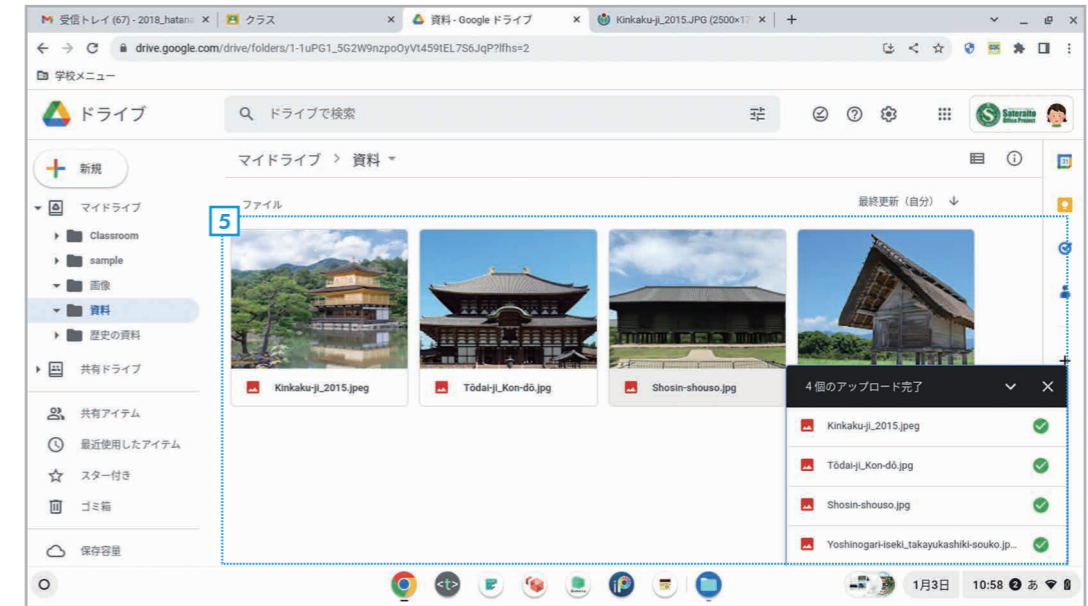 受信トレイ (67) - 2018_hatana
クラス
資料 - Google ドライブ
Kinkaku-ji_2015.JPG (2500×17
drive.google.com/drive/folders/1-1uPG1_5G2W9nzpoOyVt459tEL7S6JqP?lfhs=2
学校メニュー
ドライブ
ドライブで検索
Sateraito
Office Project
新規
マイドライブ > 資料
マイドライブ
Classroom
sample
画像
資料
歴史の資料
共有ドライブ
共有アイテム
最近使用したアイテム
スター付き
ゴミ箱
保存容量
5
ファイル
最終更新（自分）
Kinkaku-ji_2015.jpeg
Tōdai-ji_Kon-dō.jpg
Shosin-shouso.jpg
4 個のアップロード完了
Kinkaku-ji_2015.jpeg
Tōdai-ji_Kon-dō.jpg
Shosin-shouso.jpg
Yoshinogari-iseki_takayukashiki-souko.jp...
1月3日
10:58
2
あ